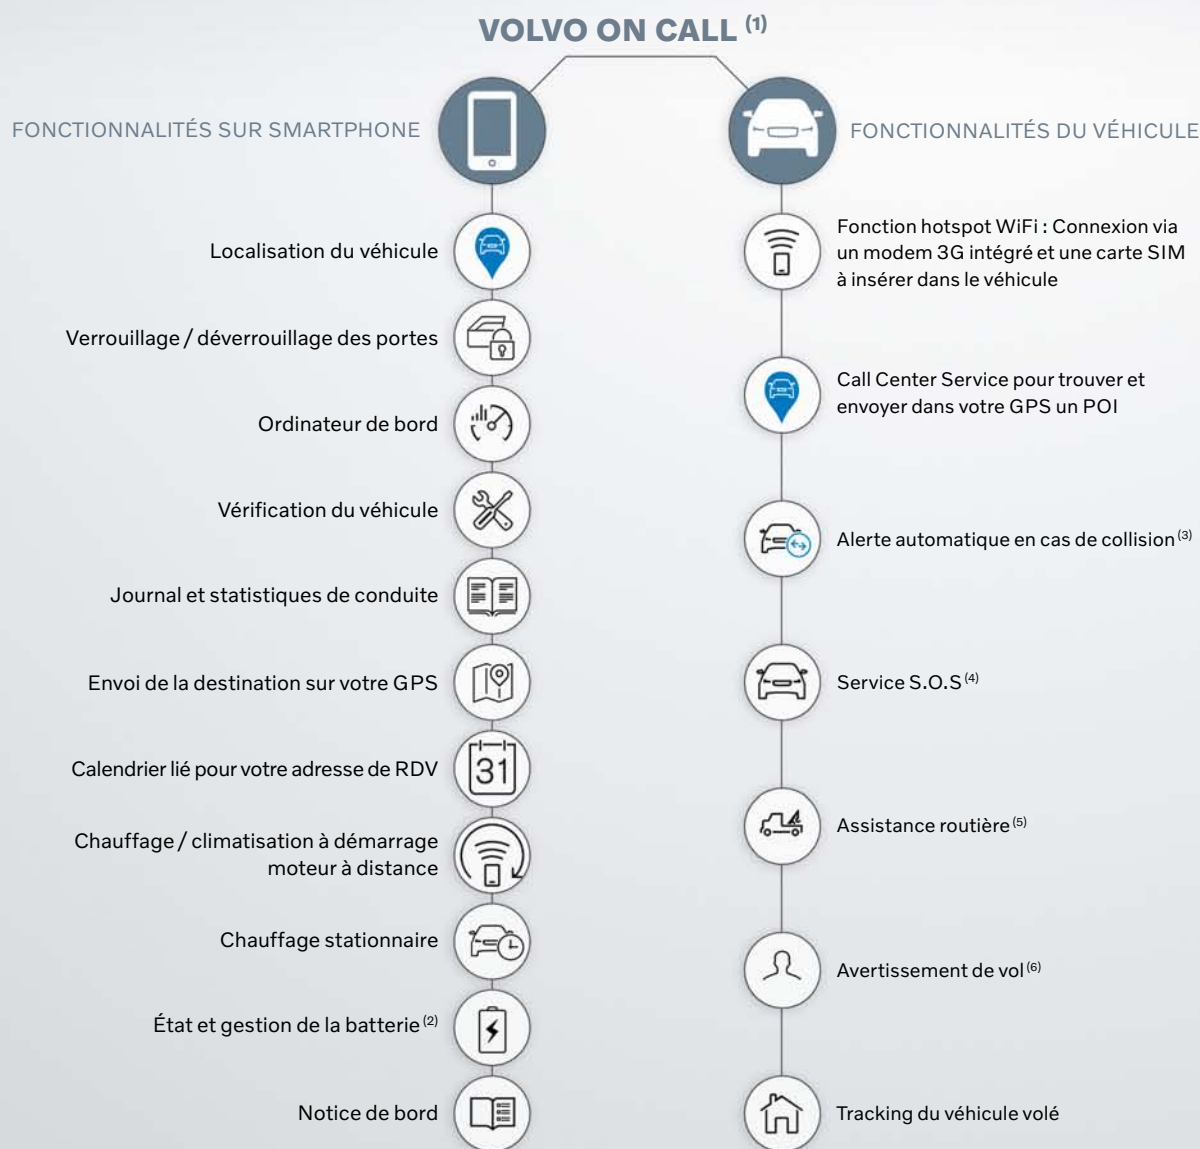 VOLVO ON CALL (1)
FONCTIONNALITÉS SUR SMARTPHONE
Localisation du véhicule
Verrouillage / déverrouillage des portes
Ordinateur de bord
Vérification du véhicule
Journal et statistiques de conduite
Envoi de la destination sur votre GPS
Calendrier lié pour votre adresse de RDV
31
Chauffage / climatisation à démarrage
moteur à distance
Chauffage stationnaire
État et gestion de la batterie (2)
Notice de bord
FONCTIONNALITÉS DU VÉHICULE
Fonction hotspot WiFi : Connexion via
un modem 3G intégré et une carte SIM
à insérer dans le véhicule
Call Center Service pour trouver et
envoyer dans votre GPS un POI
Alerte automatique en cas de collision (3)
Service S.O.S (4)
Assistance routière (5)
Avertissement de vol (6)
Tracking du véhicule volé